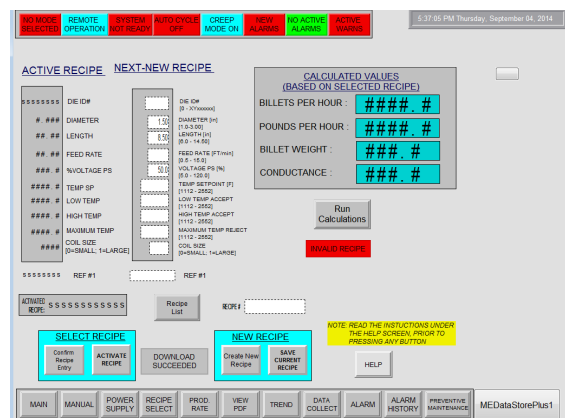 NO MODE SELECTED
REMOTE OPERATION
SYSTEM NOT READY
AUTO CYCLE OFF
CREEP MODE ON
NEW ALARMS
NO ACTIVE ALARMS
ACTIVE WARNS
5:37:05 PM Thursday, September 04, 2014
ACTIVE RECIPE NEXT-NEW RECIPE
CALCULATED VALUES
(BASED ON SELECTED RECIPE)
BILLETS PER HOUR : ####. #
POUNDS PER HOUR : ####. #
BILLET WEIGHT : ###. #
CONDUCTANCE : ###. #
SSSSSSSS DIE ID# DIE ID#
[0 - XYxxxxxx]
#. ### DIAMETER 1.50 DIAMETER [in]
[1.0-3.00]
##. ## LENGTH 8.50 LENGTH [in]
[6.0 - 14.50]
##. ## FEED RATE FEED RATE [FT/min]
[0.5 - 15.0]
###. # %VOLTAGE PS 50.0 VOLTAGE PS [%]
[5.0 - 120.0]
####. # TEMP SP TEMP SETPOINT [F]
[1112 - 2552]
####. # LOW TEMP LOW TEMP ACCEPT
[1112 - 2552]
####. # HIGH TEMP HIGH TEMP ACCEPT
[1112 - 2552]
####. # MAXIMUM TEMP MAXIMUM TEMP REJECT
[1112 - 2552]
#### COIL SIZE
[0=SMALL; 1=LARGE]
COIL SIZE
[0=SMALL; 1=LARGE]
Run
Calculations
INVALID RECIPE
SSSSSSSS REF #1 REF #1
ACTIVATED
RECIPE:
SSSSSSSSSSSS
Recipe
List
RECIPE #
NOTE: READ THE INSTUCTIONS UNDER
THE HELP SCREEN, PRIOR TO
PRESSING ANY BUTTON
SELECT RECIPE
Confirm
Recipe
Entry
ACTIVATE
RECIPE
DOWNLOAD
SUCCEEDED
NEW RECIPE
Create New
Recipe
SAVE
CURRENT
RECIPE
HELP
MAIN
MANUAL
POWER SUPPLY
RECIPE SELECT
PROD. RATE
VIEW PDF
TREND
DATA COLLECT
ALARM
ALARM HISTORY
PREVENTIVE MAINTENANCE
MEDataStorePlus1